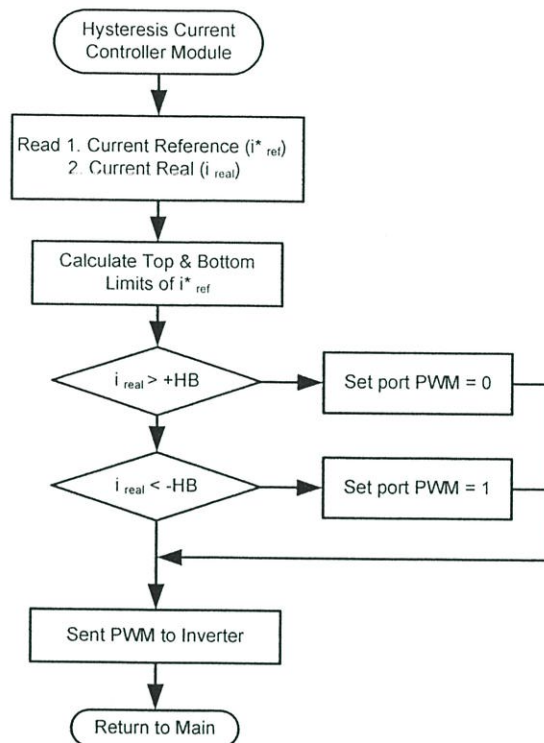 Hysteresis Current
Controller Module
Read 1. Current Reference (i* ref)
2. Current Real (i real)
Calculate Top & Bottom
Limits of i* ref
i real > +HB
Set port PWM = 0
i real < -HB
Set port PWM = 1
Sent PWM to Inverter
Return to Main